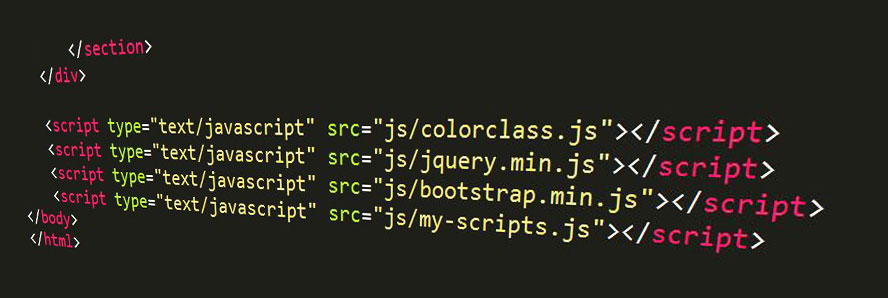 </section>
</div>
<script type="text/javascript" src="js/colorclass.js"></script>
<script type="text/javascript" src="js/jquery.min.js"></script>
<script type="text/javascript" src="js/bootstrap.min.js"></script>
<script type="text/javascript" src="js/my-scripts.js"></script>
</body>
</html>